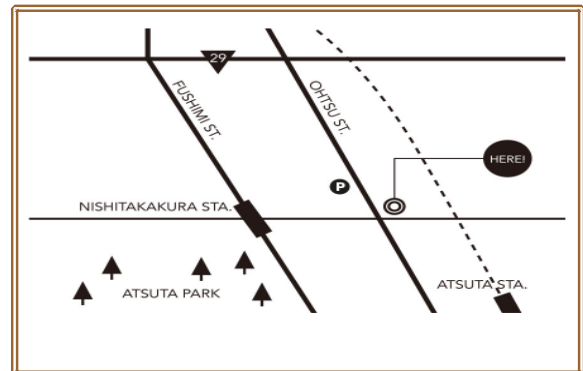 29
FUSHIMI ST.
OHTSU ST.
HERE!
P
NISHITAKAKURA STA.
ATSUTA STA.
ATSUTA PARK